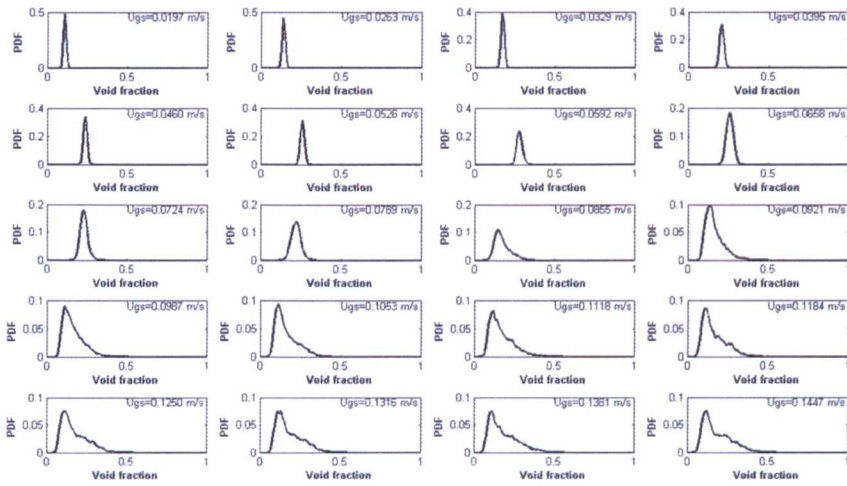 0.5 Ugs=0.0197 m/s 0.4 Ugs=0.0263 m/s 0.4 Ugs=0.0329 m/s 0.4 Ugs=0.0395 m/s
PDF 0.2 PDF 0.2 PDF 0.2 PDF
0 0 0 0
0 0.5 1 0 0.5 1 0 0.5 1 0 0.5 1
Void fraction Void fraction Void fraction Void fraction
0.4 Ugs=0.0460 m/s 0.4 Ugs=0.0526 m/s 0.4 Ugs=0.0592 m/s 0.2 Ugs=0.0658 m/s
PDF 0.2 PDF 0.2 PDF 0.2 PDF 0.1
0 0 0 0
0 0.5 1 0 0.5 1 0 0.5 1 0 0.5 1
Void fraction Void fraction Void fraction Void fraction
0.2 Ugs=0.0724 m/s 0.2 Ugs=0.0789 m/s 0.2 Ugs=0.0855 m/s 0.1 Ugs=0.0921 m/s
PDF 0.1 PDF 0.1 PDF 0.1 PDF 0.05
0 0 0 0
0 0.5 1 0 0.5 1 0 0.5 1 0 0.5 1
Void fraction Void fraction Void fraction Void fraction
0.1 Ugs=0.0987 m/s 0.1 Ugs=0.1053 m/s 0.1 Ugs=0.1118 m/s 0.1 Ugs=0.1184 m/s
PDF 0.05 PDF 0.05 PDF 0.05 PDF 0.05
0 0 0 0
0 0.5 1 0 0.5 1 0 0.5 1 0 0.5 1
Void fraction Void fraction Void fraction Void fraction
0.1 Ugs=0.1250 m/s 0.1 Ugs=0.1316 m/s 0.1 Ugs=0.1381 m/s 0.1 Ugs=0.1447 m/s
PDF 0.05 PDF 0.05 PDF 0.05 PDF 0.05
0 0 0 0
0 0.5 1 0 0.5 1 0 0.5 1 0 0.5 1
Void fraction Void fraction Void fraction Void fraction